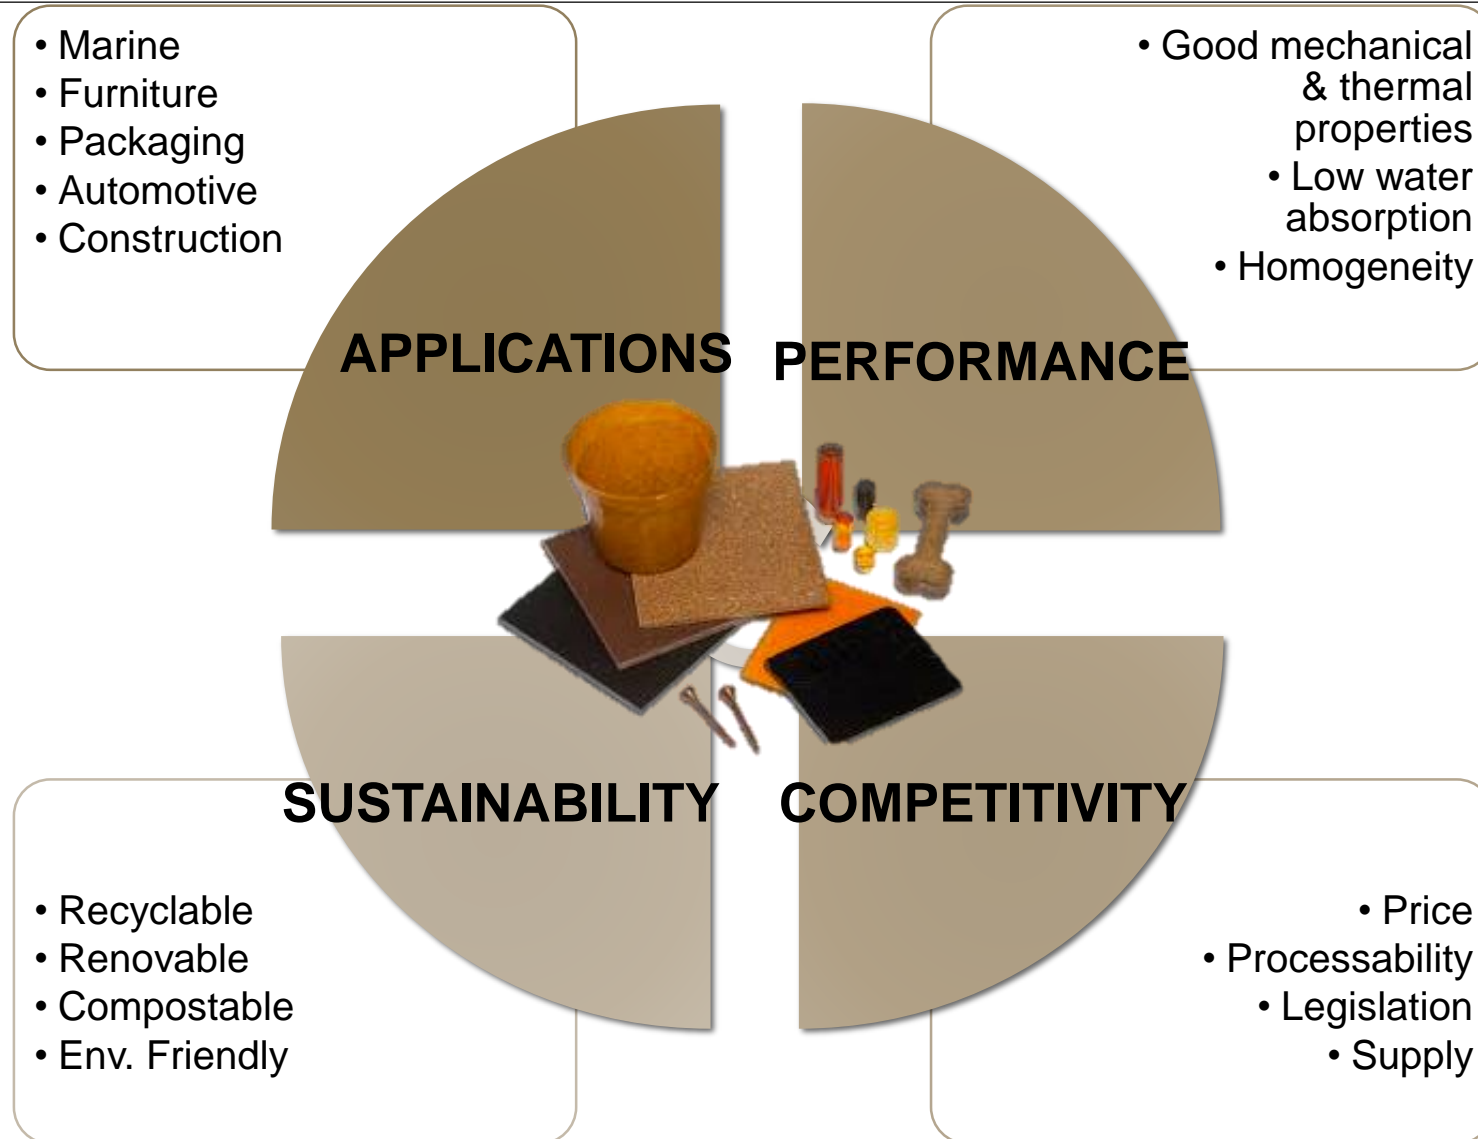 • Marine
• Furniture
• Packaging
• Automotive
• Construction
• Good mechanical
& thermal
properties
• Low water
absorption
• Homogeneity
APPLICATIONS
PERFORMANCE
SUSTAINABILITY
COMPETITIVITY
• Recyclable
• Renovable
• Compostable
• Env. Friendly
• Price
• Processability
• Legislation
• Supply